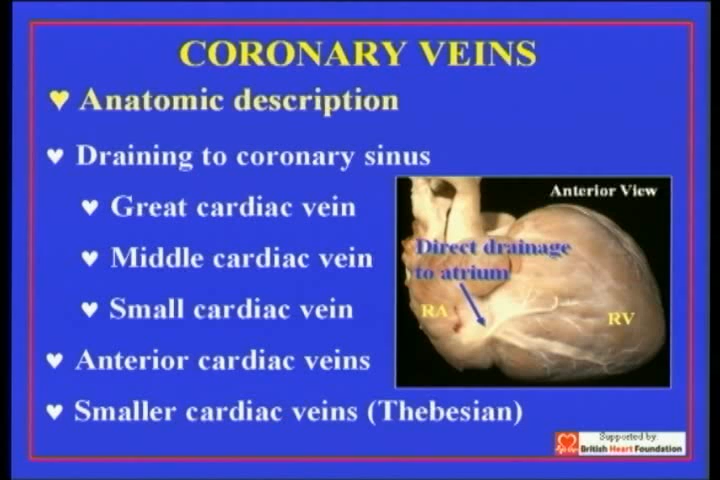 CORONARY VEINS
Anatomic description
Draining to coronary sinus
Great cardiac vein
Middle cardiac vein
Small cardiac vein
Anterior cardiac veins
Smaller cardiac veins (Thebesian)
Anterior View
Direct drainage
to atrium
RA
RV
Supported by:
British Heart Foundation